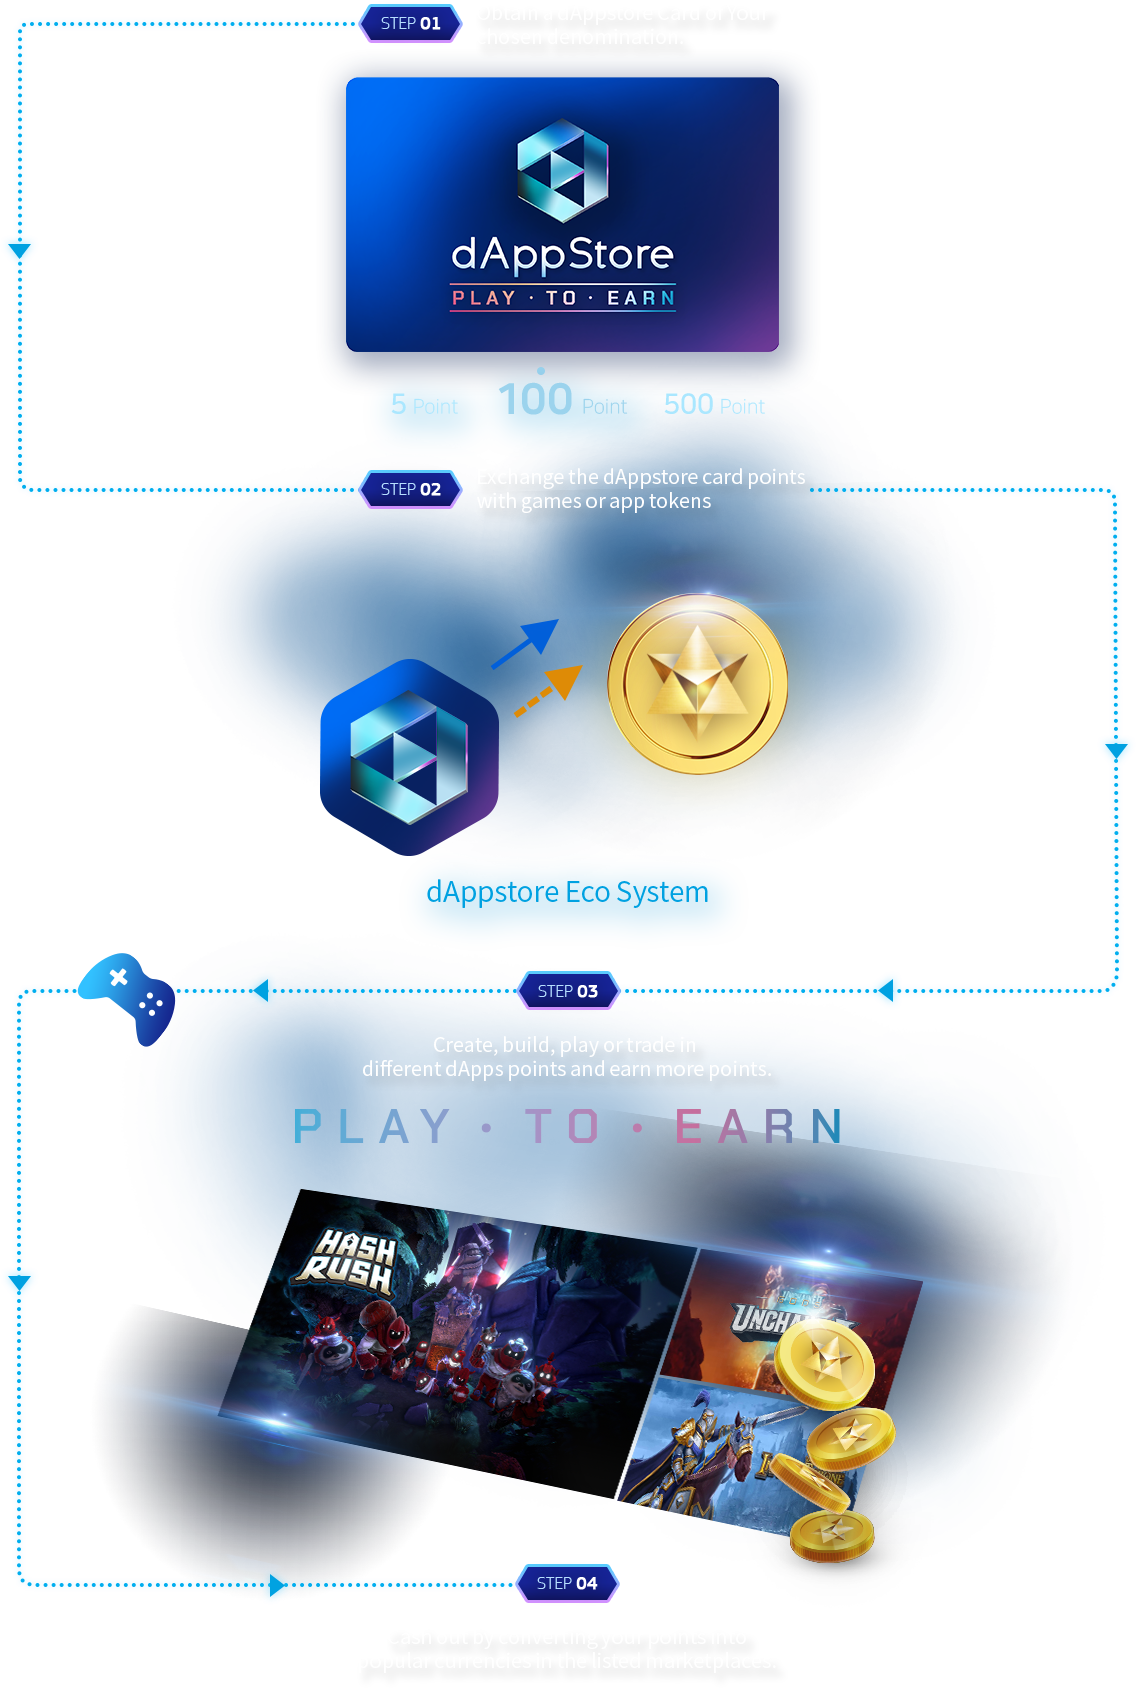 STEP 01
Obtain a dAppstore Card of Your
chosen denomination.
dAppStore
PLAY · TO · EARN
5 Point
100 Point
500 Point
STEP 02
Exchange the dAppstore card points
with games or app tokens
dAppstore Eco System
STEP 03
Create, build, play or trade in
different dApps points and earn more points.
PLAY · TO · EARN
HASH
RUSH
STEP 04
Cash out by converting your points into
popular currencies in the listed marketplaces.